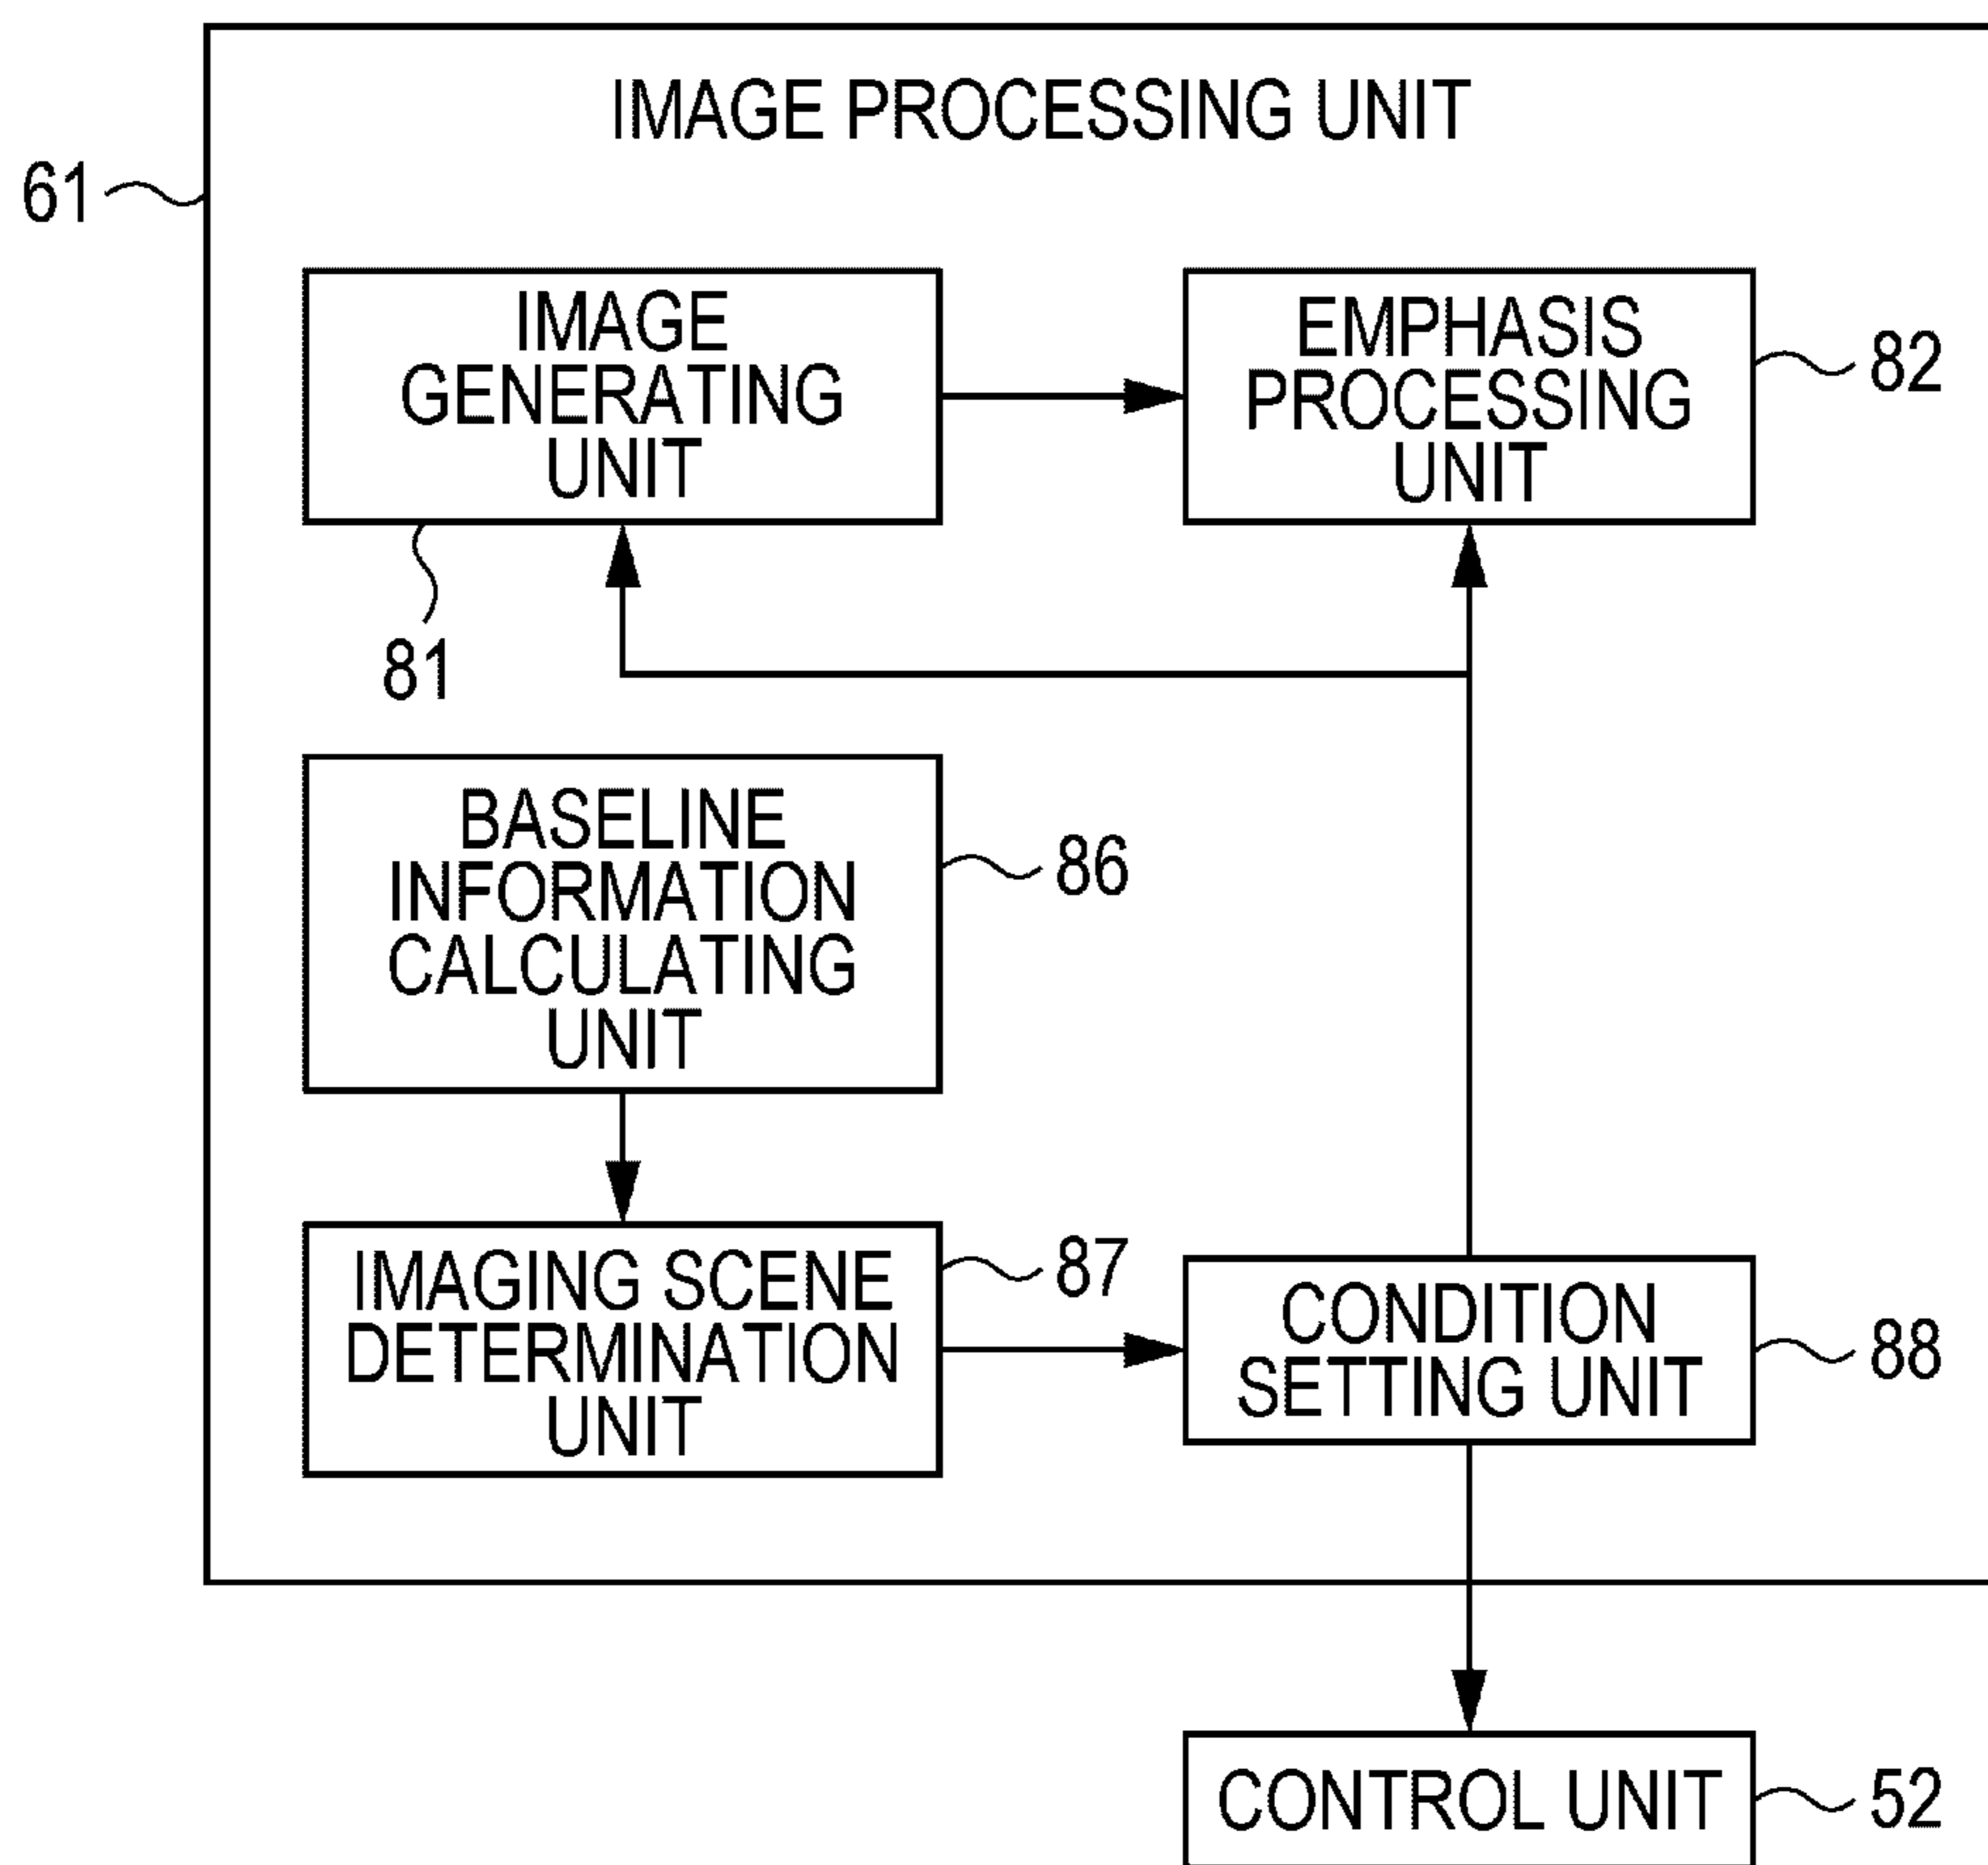 IMAGE PROCESSING UNIT
61
IMAGE
GENERATING
UNIT
81
EMPHASIS
PROCESSING
UNIT
82
BASELINE
INFORMATION
CALCULATING
UNIT
86
IMAGING SCENE
DETERMINATION
UNIT
87
CONDITION
SETTING UNIT
88
CONTROL UNIT
52